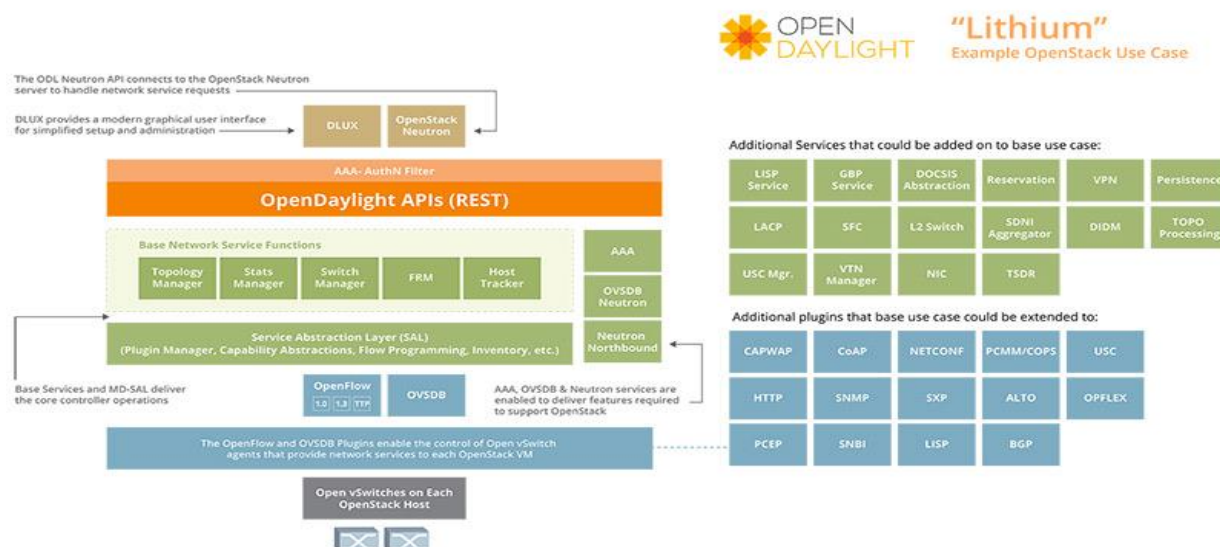 OPEN
DAYLIGHT
"Lithium"
Example OpenStack Use Case
The ODL Neutron API connects to the OpenStack Neutron
server to handle network service requests
DLUX provides a modern graphical user interface
for simplified setup and administration
DLUX
OpenStack
Neutron
AAA- AuthN Filter
OpenDaylight APIs (REST)
Base Network Service Functions
Topology
Manager
Stats
Manager
Switch
Manager
FRM
Host
Tracker
AAA
OVSDB
Neutron
Neutron
Northbound
Service Abstraction Layer (SAL)
(Plugin Manager, Capability Abstractions, Flow Programming, Inventory, etc.)
Base Services and MD-SAL deliver
the core controller operations
OpenFlow
1.0 1.3 TTP
OVSDB
AAA, OVSDB & Neutron services are
enabled to deliver features required
to support OpenStack
The OpenFlow and OVSDB Plugins enable the control of Open vSwitch
agents that provide network services to each OpenStack VM
Open vSwitches on Each
OpenStack Host
Additional Services that could be added on to base use case:
LISP
Service
GBP
Service
DOCSIS
Abstraction
Reservation
VPN
Persistence
LACP
SFC
L2 Switch
SDNI
Aggregator
DIDM
TOPO
Processing
USC Mgr.
VTN
Manager
NIC
TSDR
Additional plugins that base use case could be extended to:
CAPWAP
CoAP
NETCONF
PCMM/COPS
USC
HTTP
SNMP
SXP
ALTO
OPFLEX
PCEP
SNBI
LISP
BGP